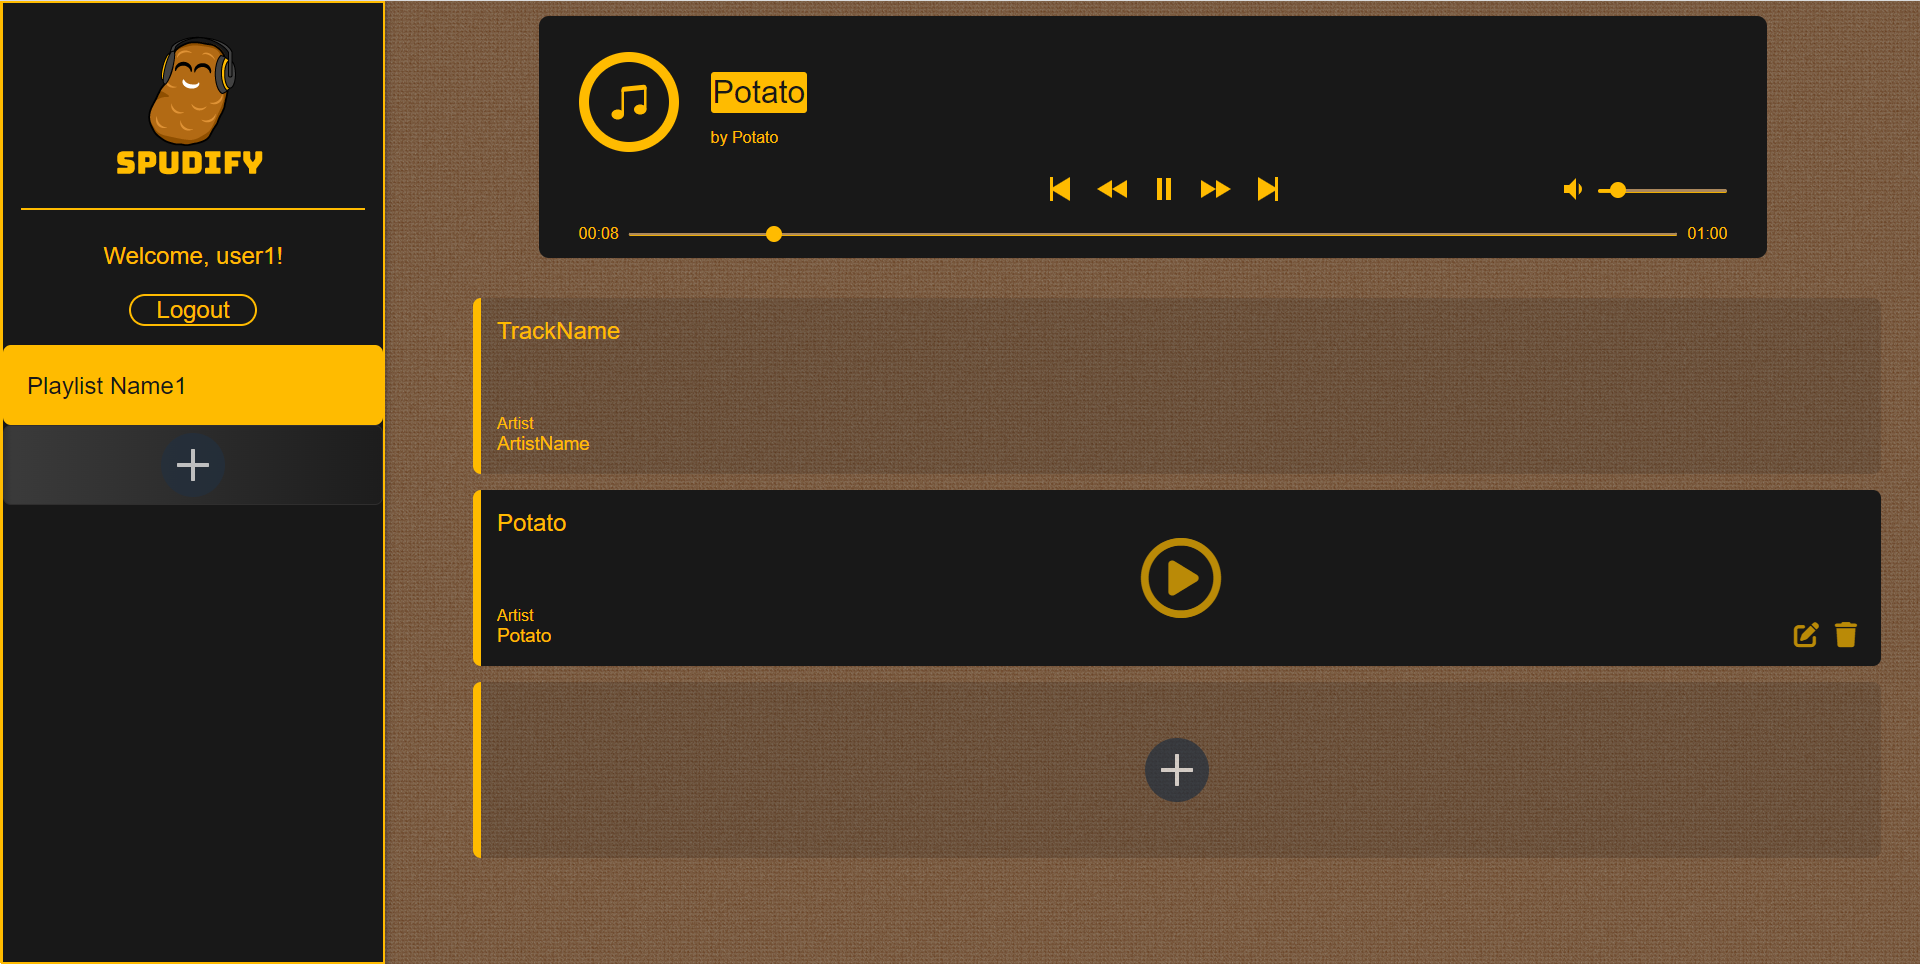 SPUDIFY
Welcome, user1!
Logout
Playlist Name1
Potato
by Potato
00:08
01:00
TrackName
Artist
ArtistName
Potato
Artist
Potato